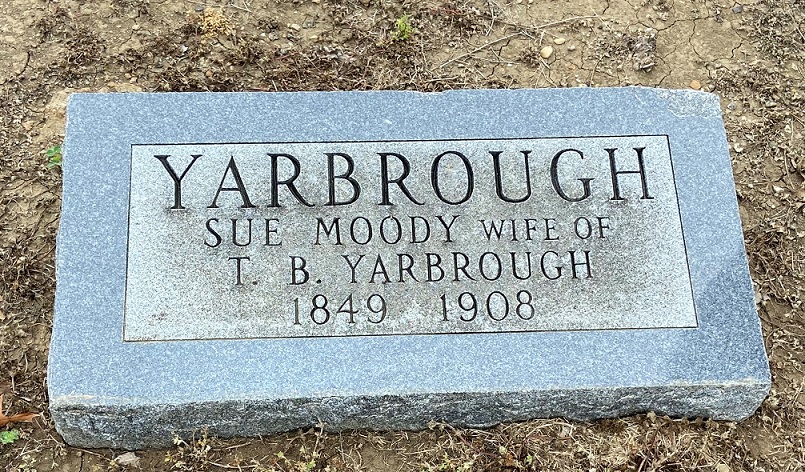 YARBROUGH
SUE MOODY WIFE OF
T. B. YARBROUGH
1849 1908